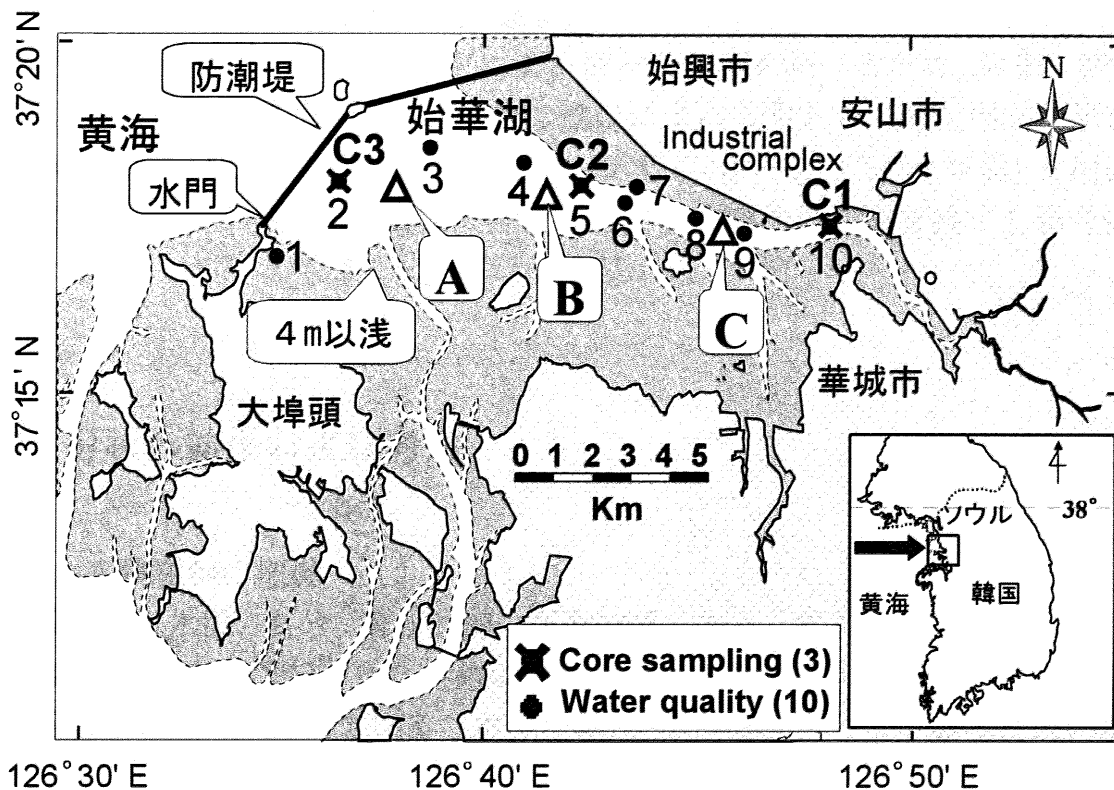 37°20' N
防潮堤
始興市
N
安山市
黄海
始華湖
Industrial
complex
C3
3
C2
7
C1
水門
2
4
5
6
8
9
10
1
A
B
C
4m以浅
37°15' N
大埠頭
華城市
0 1 2 3 4 5
Km
38°
ソウル
黄海
韓国
Core sampling (3)
Water quality (10)
126°30' E
126°40' E
126°50' E